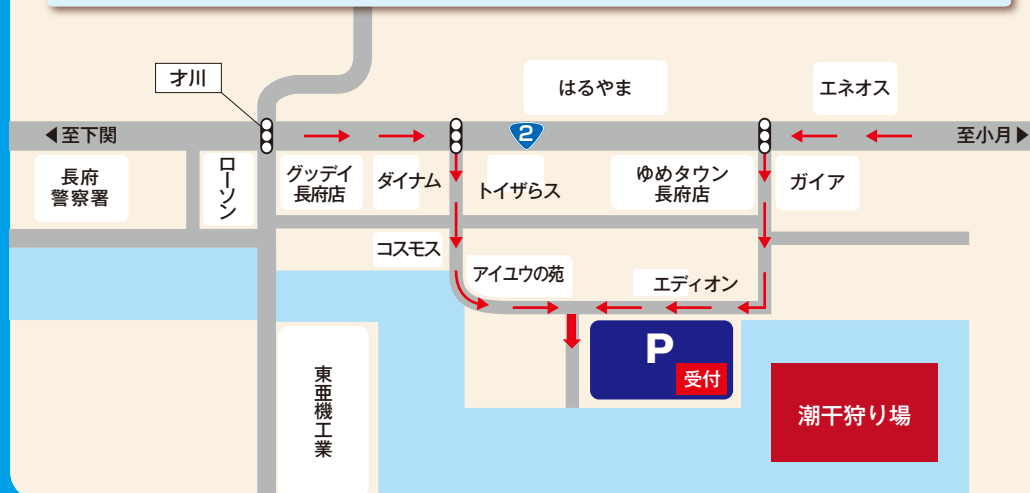 才川
はるやま
エネオス
◀至下関
2
至小月▶
長府
警察署
ローソン
グッデイ
長府店
ダイナム
トイザらス
ゆめタウン
長府店
ガイア
コスモス
アイユウの苑
エディオン
P
受付
東亜機工業
潮干狩り場